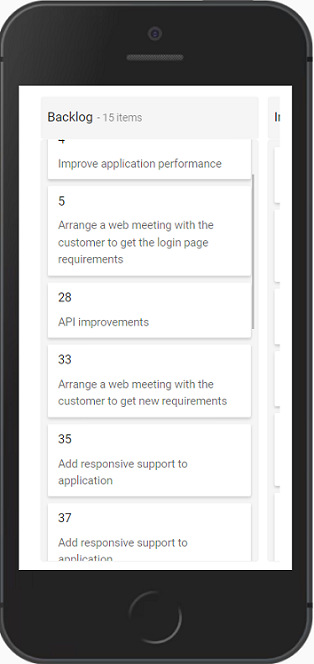 Backlog - 15 items
4
Improve application performance
5
Arrange a web meeting with the
customer to get the login page
requirements
28
API improvements
33
Arrange a web meeting with the
customer to get new requirements
35
Add responsive support to
application
37
Add responsive support to
application